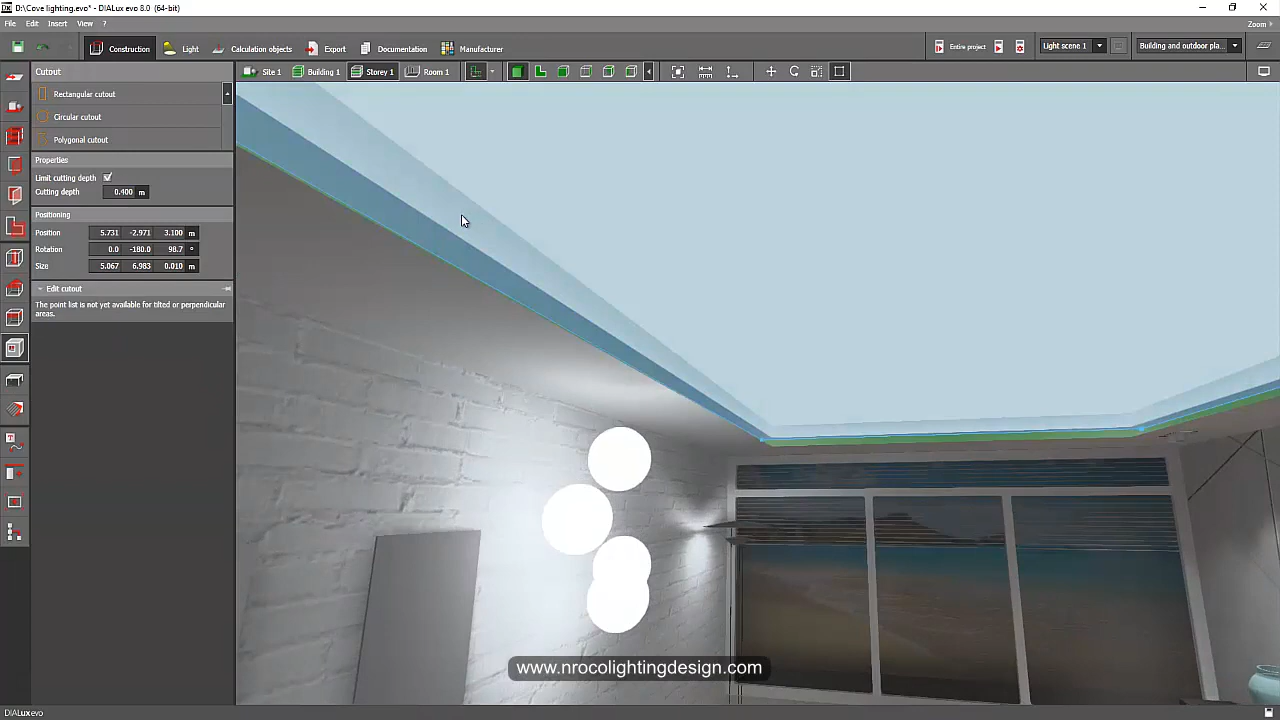 D:\Cove lighting.evo* - DIALux evo 8.0 (64-bit)
File Edit Insert View ? Zoom
Construction Light Calculation objects Export Documentation Manufacturer Entire project Light scene 1 Building and outdoor pla...
Cutout Site 1 Building 1 Storey 1 Room 1
Rectangular cutout
Circular cutout
Polygonal cutout
Properties
Limit cutting depth
Cutting depth 0.400 m
Positioning
Position 5.731 -2.971 3.100 m
Rotation 0.0 -180.0 98.7 °
Size 5.067 6.983 0.010 m
Edit cutout
The point list is not yet available for tilted or perpendicular
areas.
www.nrocolightingdesign.com
DIALux evo